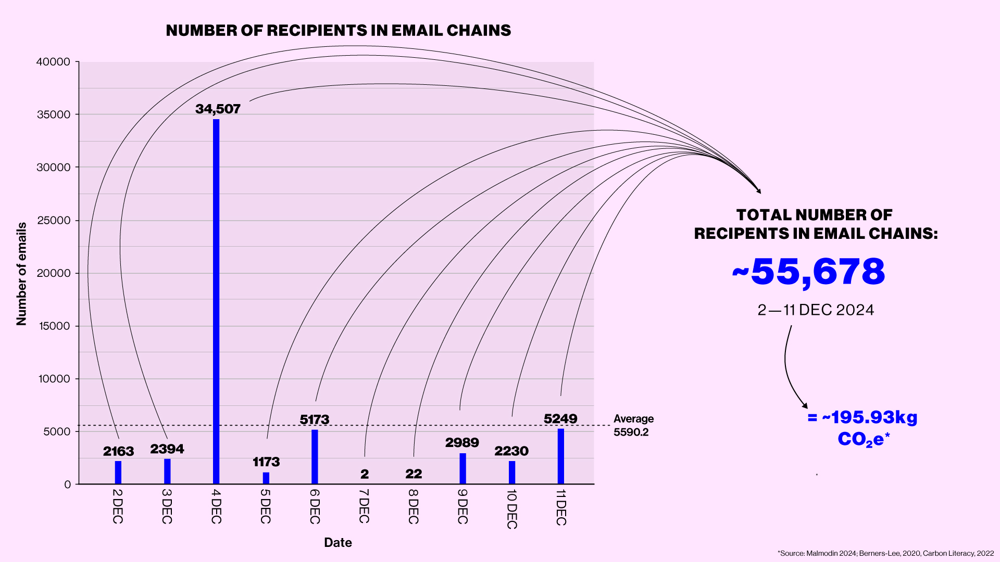 NUMBER OF RECIPIENTS IN EMAIL CHAINS
Number of emails
40000
35000
30000
25000
20000
15000
10000
5000
0
2163
2394
34,507
1173
5173
2
22
2989
2230
5249
Average
5590.2
2 DEC
3 DEC
4 DEC
5 DEC
6 DEC
7 DEC
8 DEC
9 DEC
10 DEC
11 DEC
Date
TOTAL NUMBER OF
RECIPENTS IN EMAIL CHAINS:
~55,678
2—11 DEC 2024
= ~195.93kg
CO₂e*
*
*Source: Malmodin 2024; Berners-Lee, 2020, Carbon Literacy, 2022